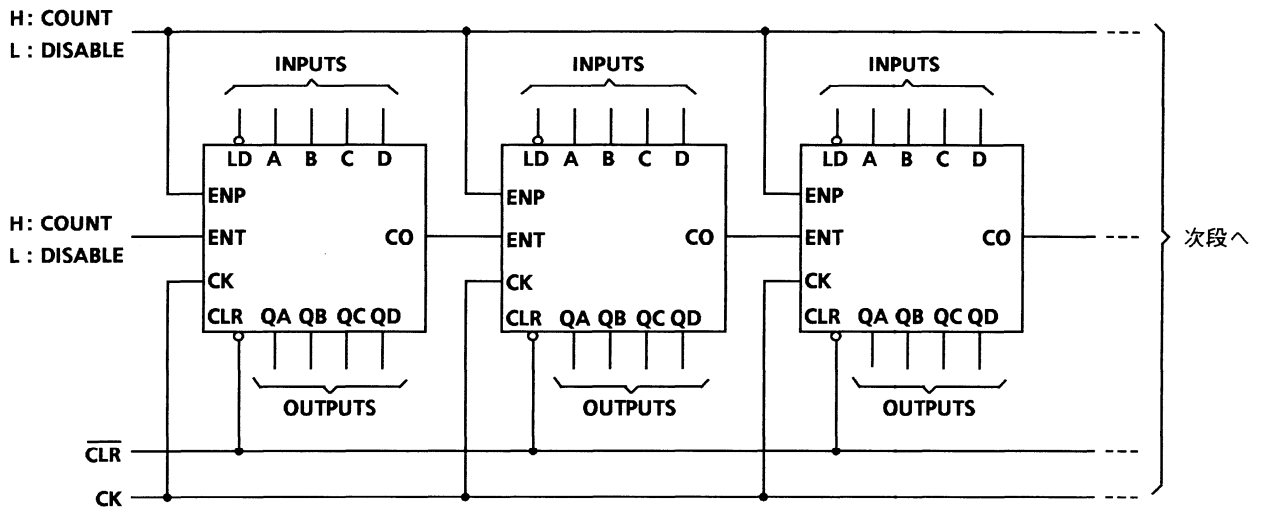 H: COUNT
L: DISABLE
INPUTS INPUTS INPUTS
LD A B C D LD A B C D LD A B C D
ENP ENP ENP
H: COUNT
L: DISABLE
ENT CO ENT CO ENT CO
次段へ
CK CK CK
CLR QA QB QC QD CLR QA QB QC QD CLR QA QB QC QD
OUTPUTS OUTPUTS OUTPUTS
C̅L̅R̅
CK